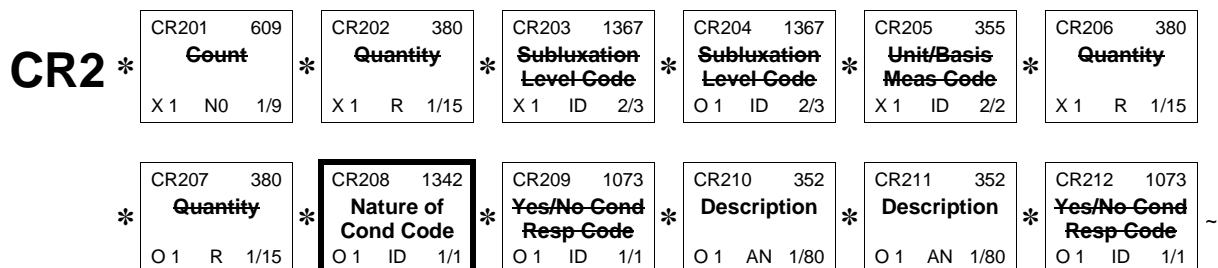 CR201 609 CR202 380 CR203 1367 CR204 1367 CR205 355 CR206 380
CR2 * Count * Quantity * Subluxation Level Code * Subluxation Level Code * Unit/Basis Meas Code * Quantity
X 1 N0 1/9 X 1 R 1/15 X 1 ID 2/3 O 1 ID 2/3 X 1 ID 2/2 X 1 R 1/15
CR207 380 CR208 1342 CR209 1073 CR210 352 CR211 352 CR212 1073
* Quantity * Nature of Cond Code * Yes/No Cond Resp Code * Description * Description * Yes/No Cond Resp Code ~
O 1 R 1/15 O 1 ID 1/1 O 1 ID 1/1 O 1 AN 1/80 O 1 AN 1/80 O 1 ID 1/1